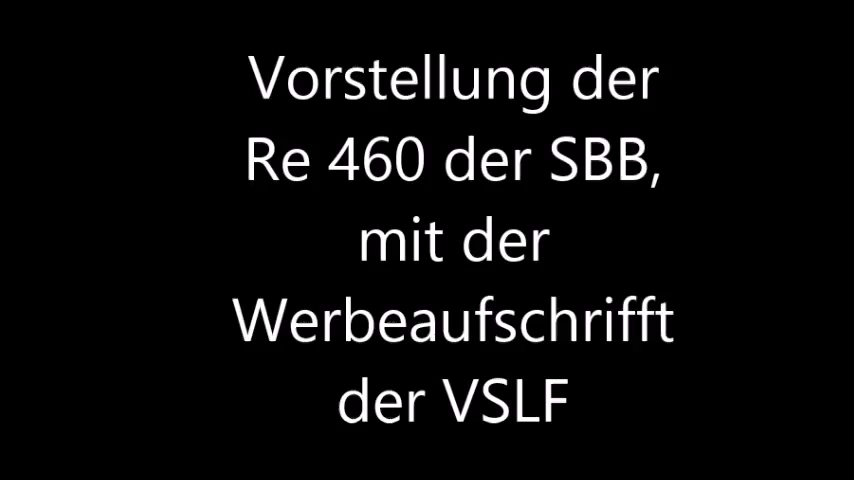 Vorstellung der
Re 460 der SBB,
mit der
Werbeaufschrifft
der VSLF